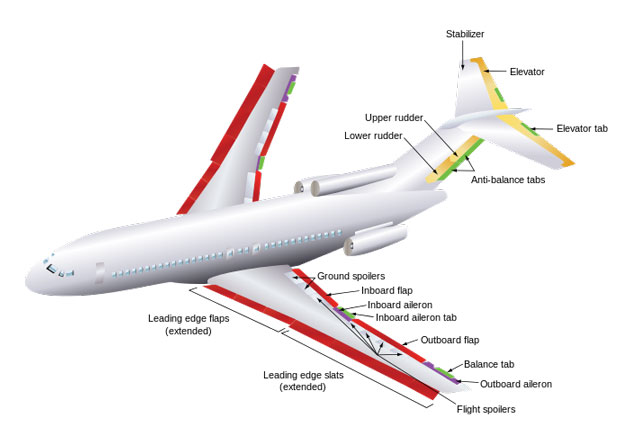 Stabilizer
Elevator
Upper rudder
Elevator tab
Lower rudder
Anti-balance tabs
Ground spoilers
Inboard flap
Inboard aileron
Inboard aileron tab
Leading edge flaps
(extended)
Outboard flap
Balance tab
Leading edge slats
(extended)
Outboard aileron
Flight spoilers